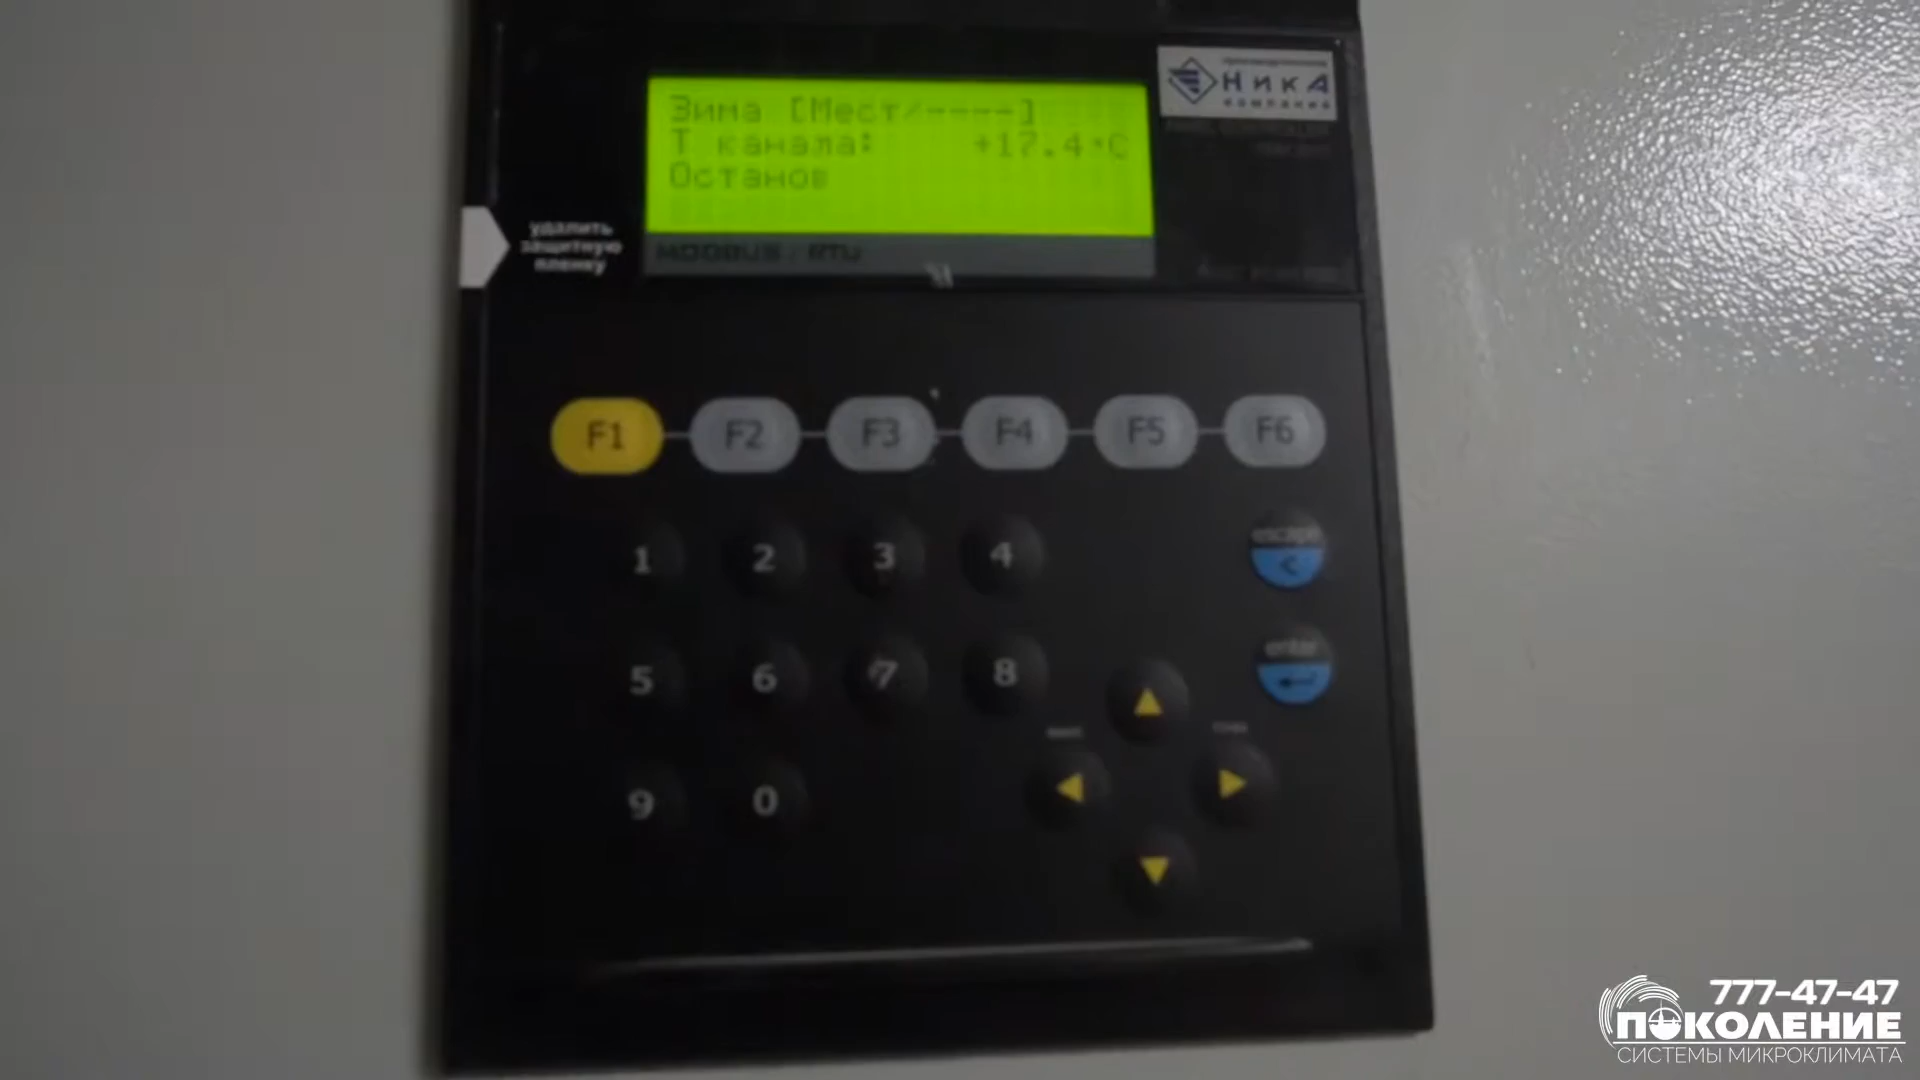 Зима [Мест/----]
Т канала: +17.4°C
Останов
MODBUS / RTU
НикА
компания
удалить
защитную
пленку
F1 F2 F3 F4 F5 F6
1 2 3 4
escape
<
5 6 7 8
enter
9 0
777-47-47
ПОКОЛЕНИЕ
СИСТЕМЫ МИКРОКЛИМАТА